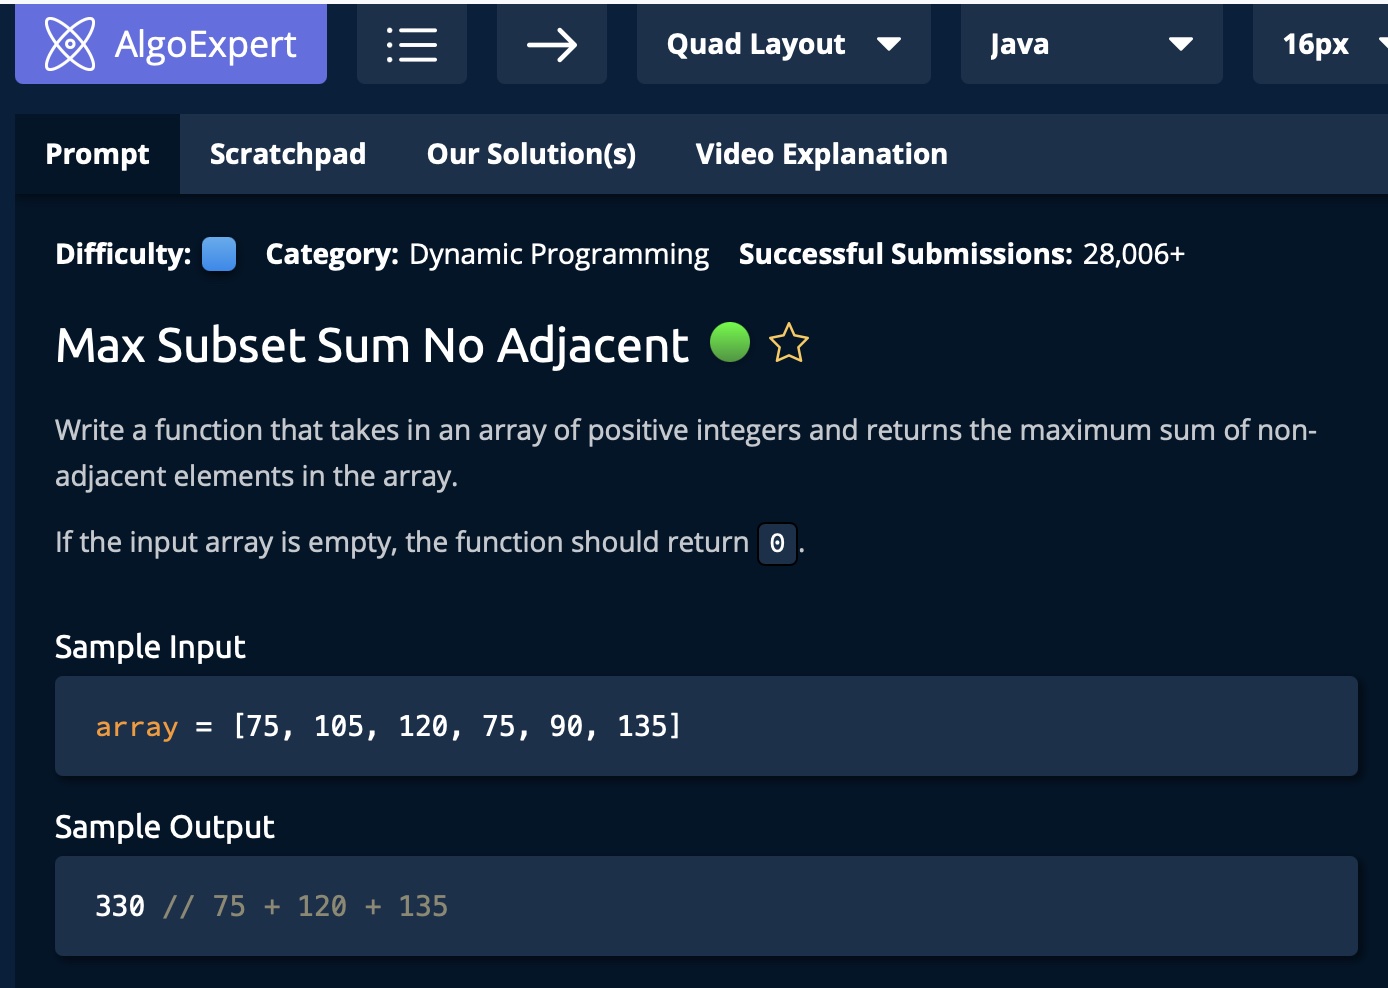 AlgoExpert Quad Layout Java 16px
Prompt Scratchpad Our Solution(s) Video Explanation
Difficulty: Category: Dynamic Programming Successful Submissions: 28,006+
Max Subset Sum No Adjacent
Write a function that takes in an array of positive integers and returns the maximum sum of non-
adjacent elements in the array.
If the input array is empty, the function should return 0.
Sample Input
array = [75, 105, 120, 75, 90, 135]
Sample Output
330 // 75 + 120 + 135